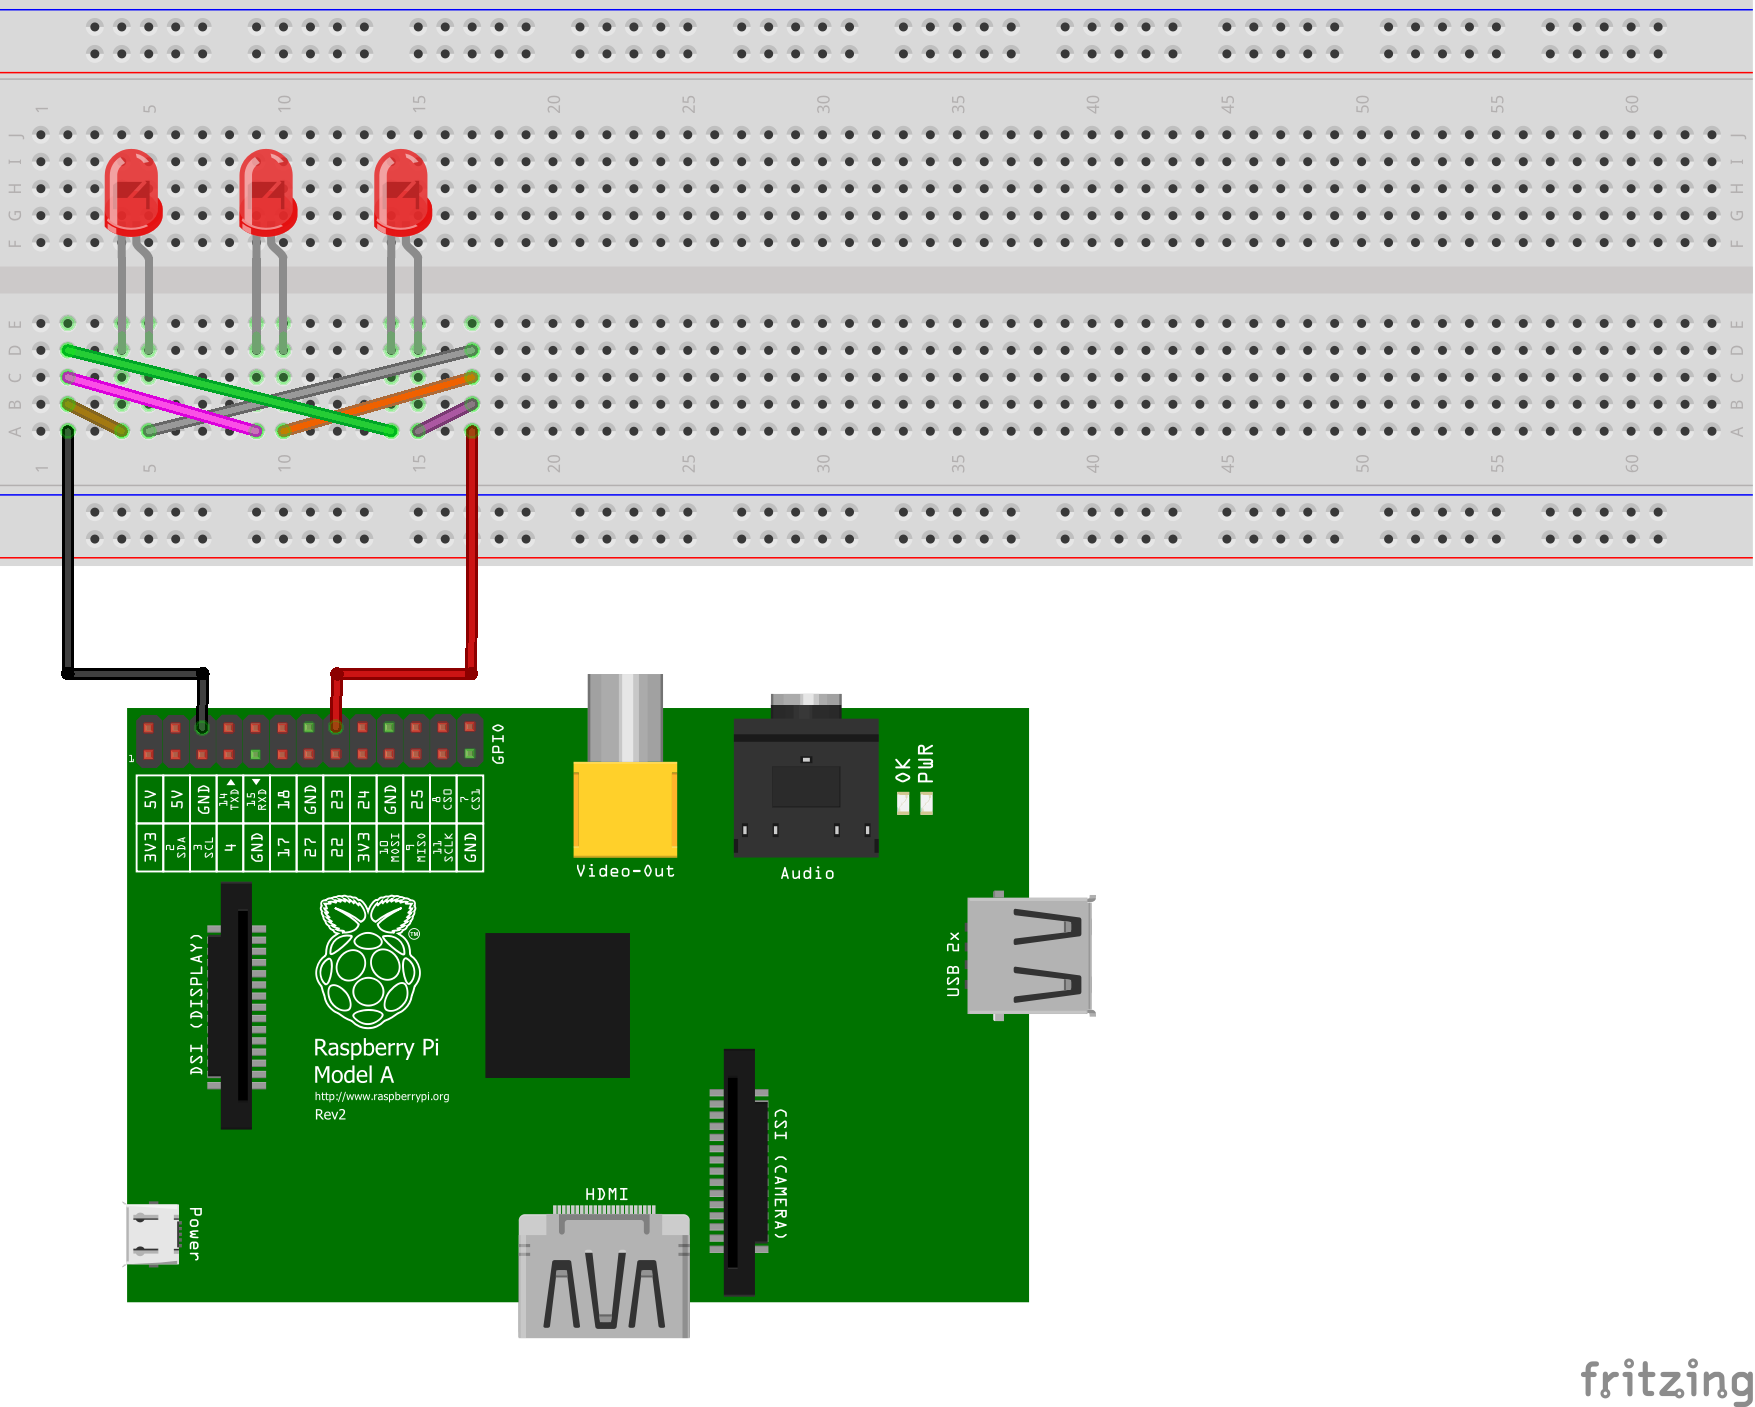 1 5 10 15 20 25 30 35 40 45 50 55 60
J J
I I
H H
G G
F F
E E
D D
C C
B B
A A
1 5 10 15 20 25 30 35 40 45 50 55 60
1
GPIO
5V 5V GND 14 TXD 15 RXD 18 GND 23 24 GND 25 8 CS0 7 CS1
3V3 2 SDA 3 SCL 4 GND 17 27 22 3V3 10 MOSI 9 MISO 11 SCLK GND
OK
PWR
Video-Out
Audio
DSI (DISPLAY)
TM
USB 2x
Raspberry Pi
Model A
http://www.raspberrypi.org
Rev2
CSI (CAMERA)
HDMI
Power
fritzing